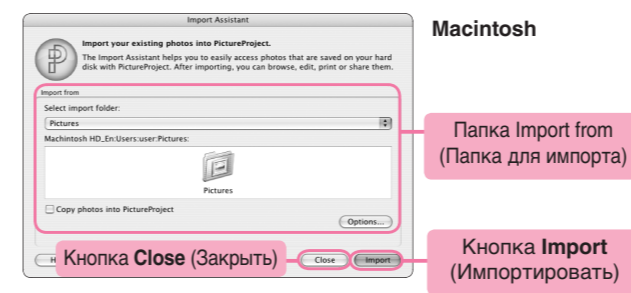 Import Assistant
Macintosh
Import your existing photos into PictureProject.
The Import Assistant helps you to easily access photos that are saved on your hard
disk with PictureProject. After importing, you can browse, edit, print or share them.
Import from
Select import folder:
Pictures
Machintosh HD_En:Users:user:Pictures:
Pictures
Папка Import from
(Папка для импорта)
Copy photos into PictureProject
Options...
Кнопка Close (Закрыть)
Close
Import
Кнопка Import
(Импортировать)